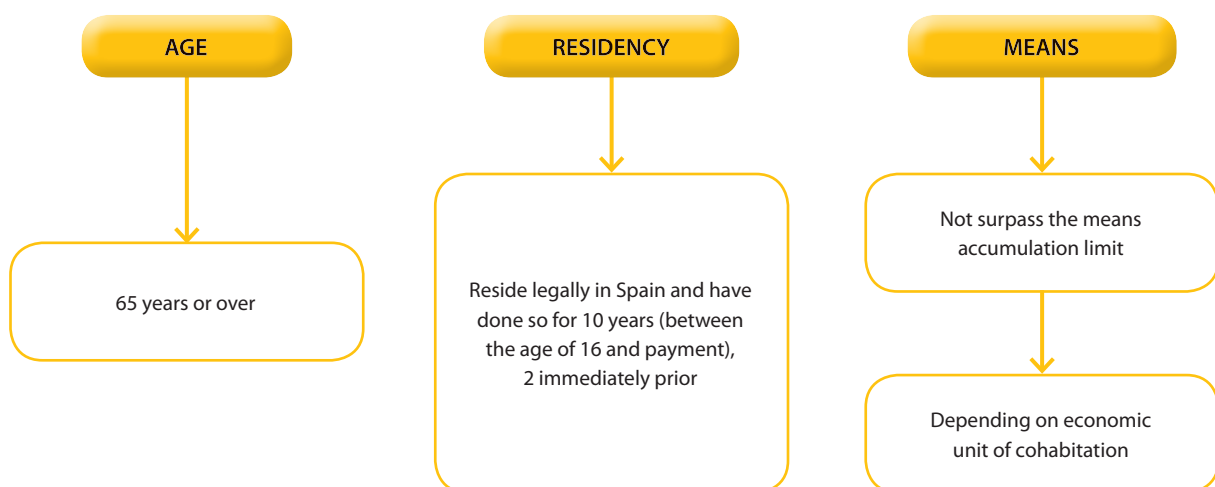 AGE
65 years or over
RESIDENCY
Reside legally in Spain and have
done so for 10 years (between
the age of 16 and payment),
2 immediately prior
MEANS
Not surpass the means
accumulation limit
Depending on economic
unit of cohabitation